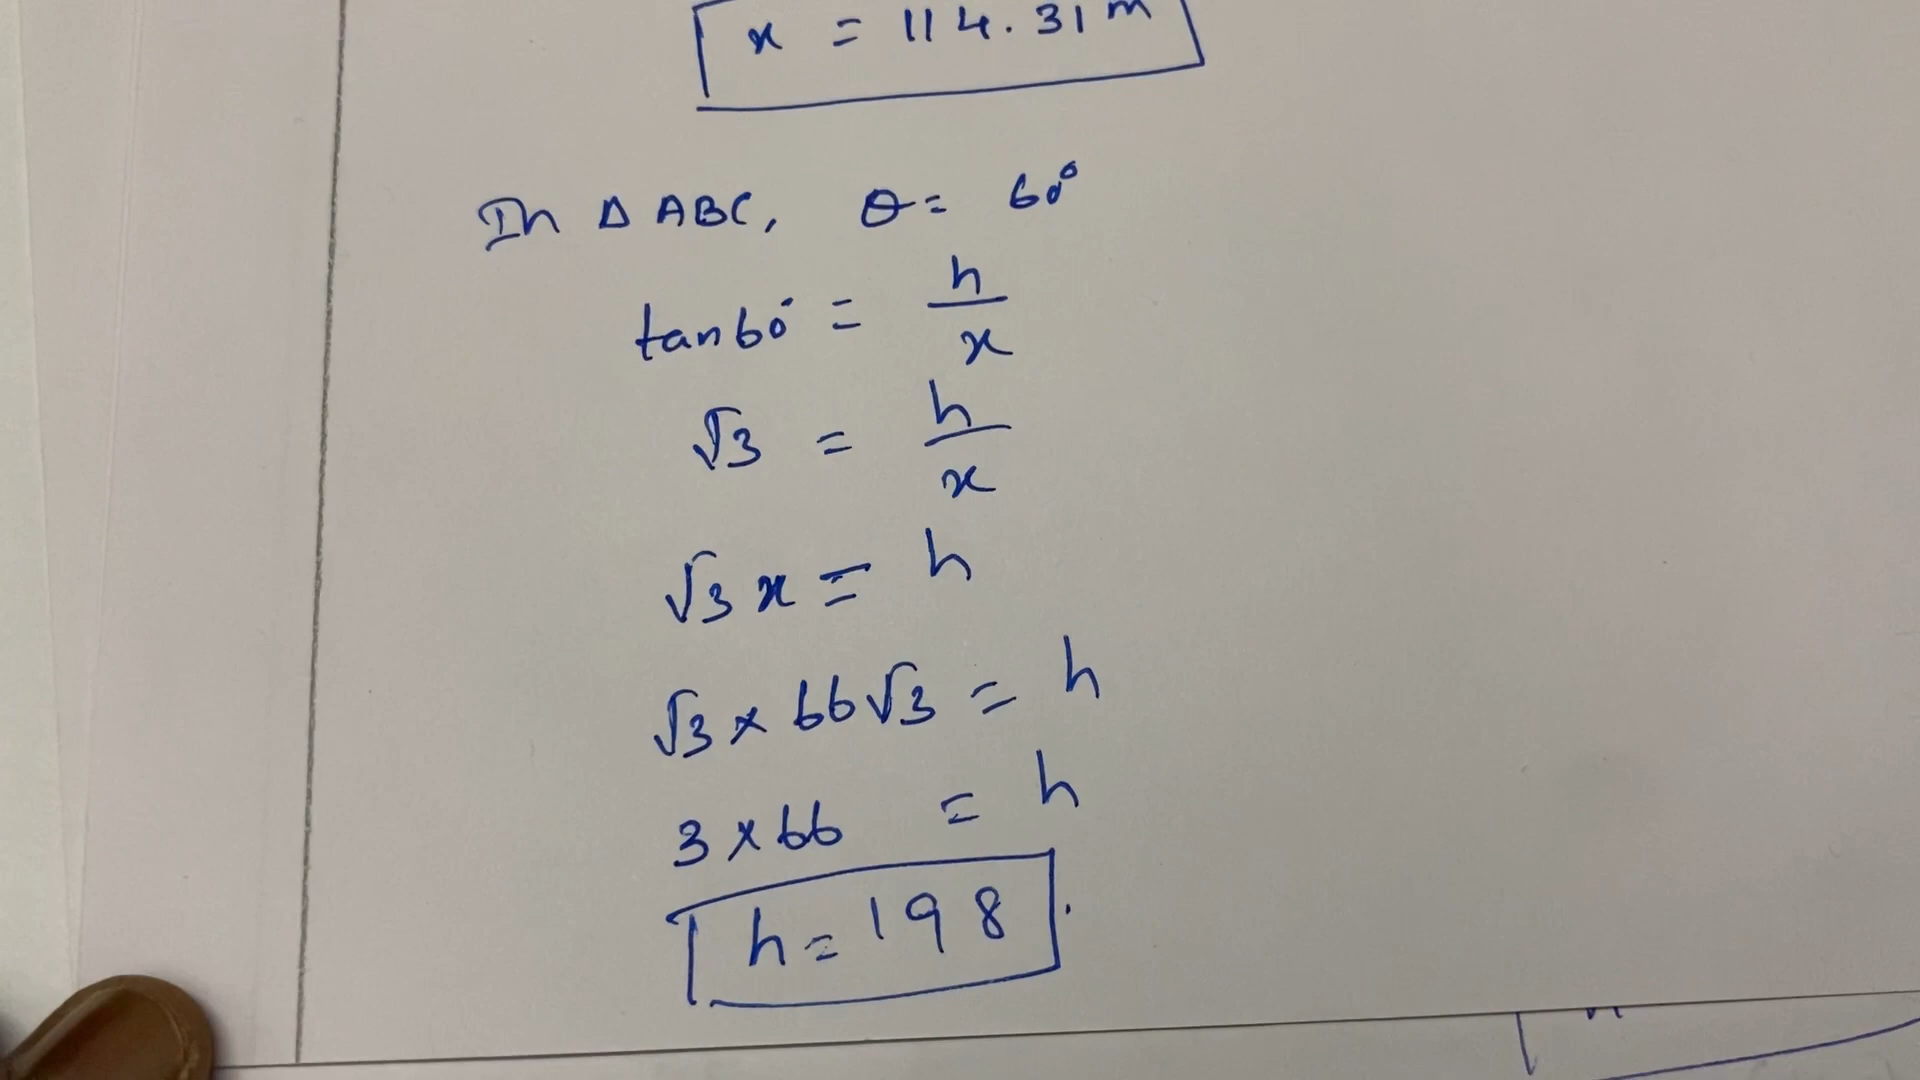 x = 114.31 m
In Δ ABC, θ = 60°
tan60° = h/x
√3 = h/x
√3 x = h
√3 × 66√3 = h
3 × 66 = h
h = 198.